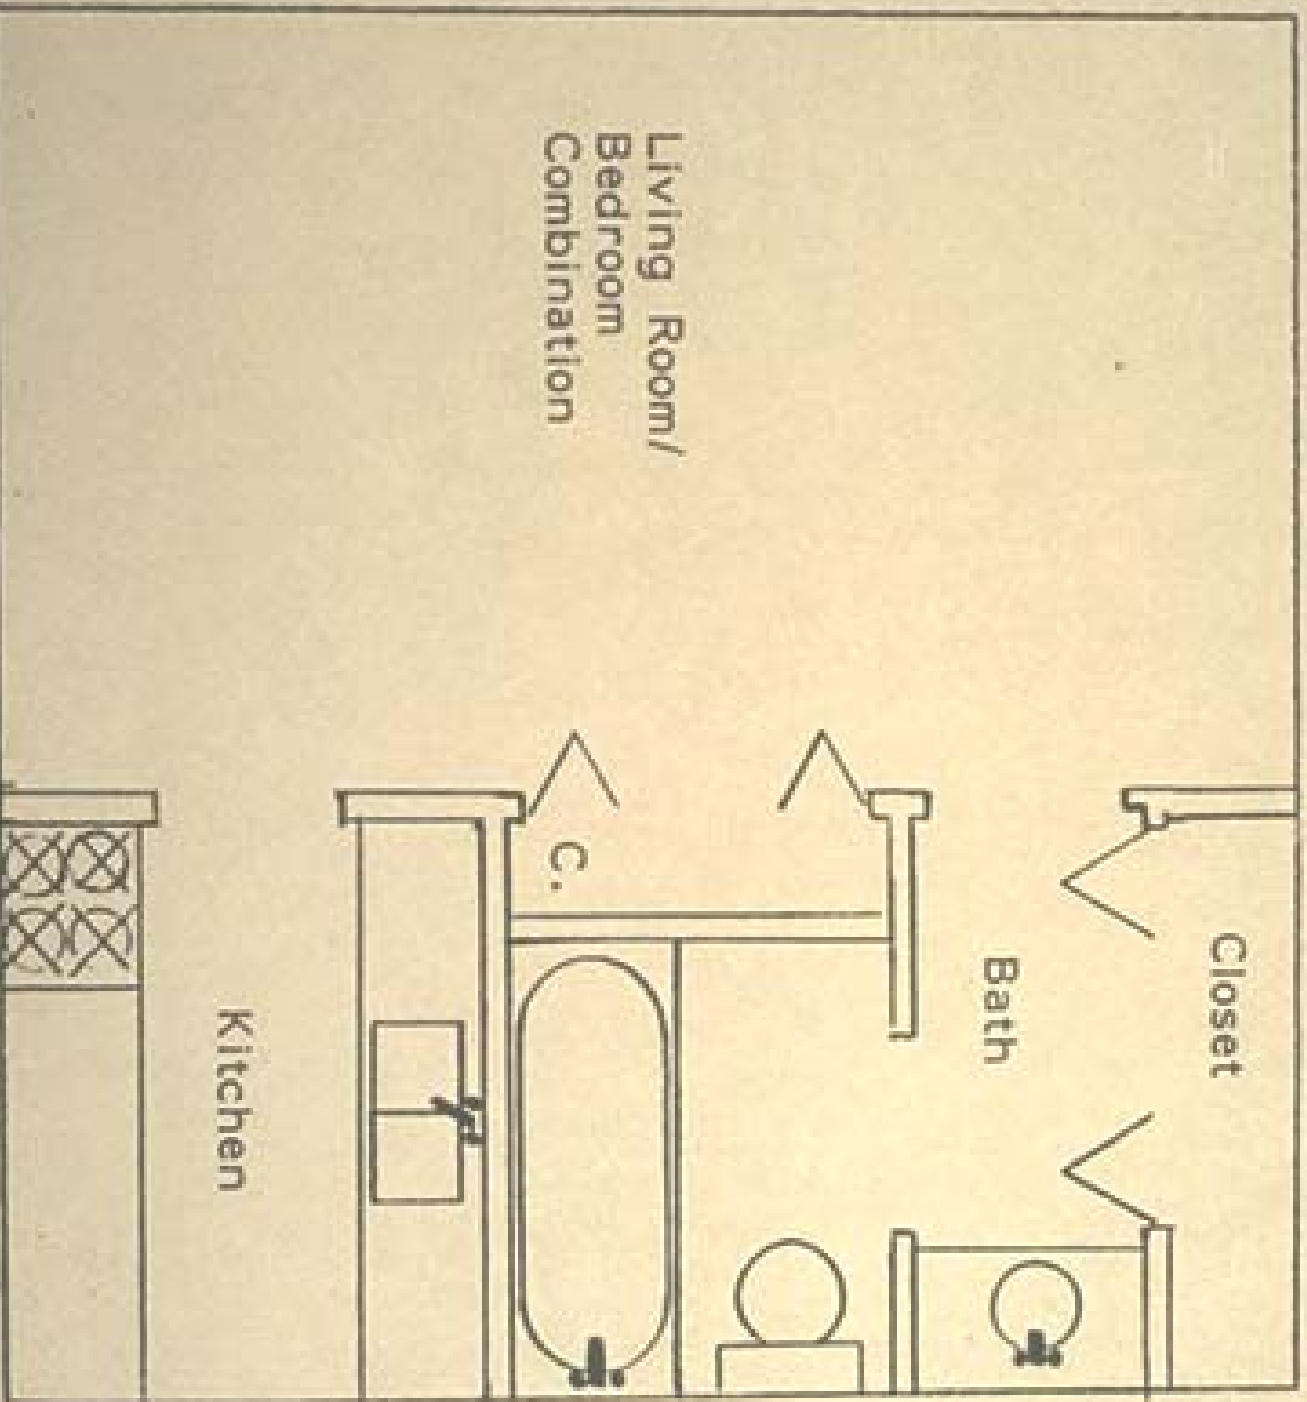 Living Room/
Bedroom
Combination
C.
Closet
Bath
Kitchen